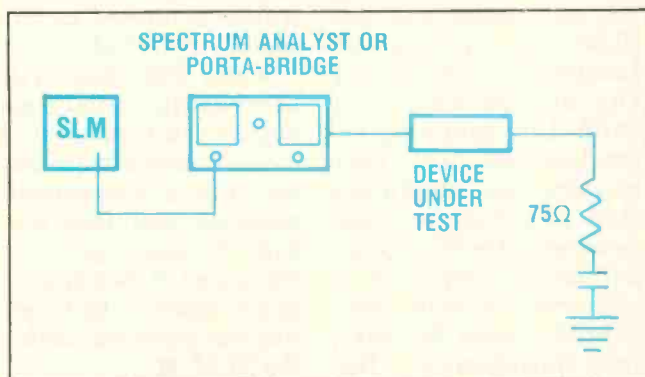 SPECTRUM ANALYST OR
PORTA-BRIDGE
SLM
DEVICE
UNDER
TEST
75Ω